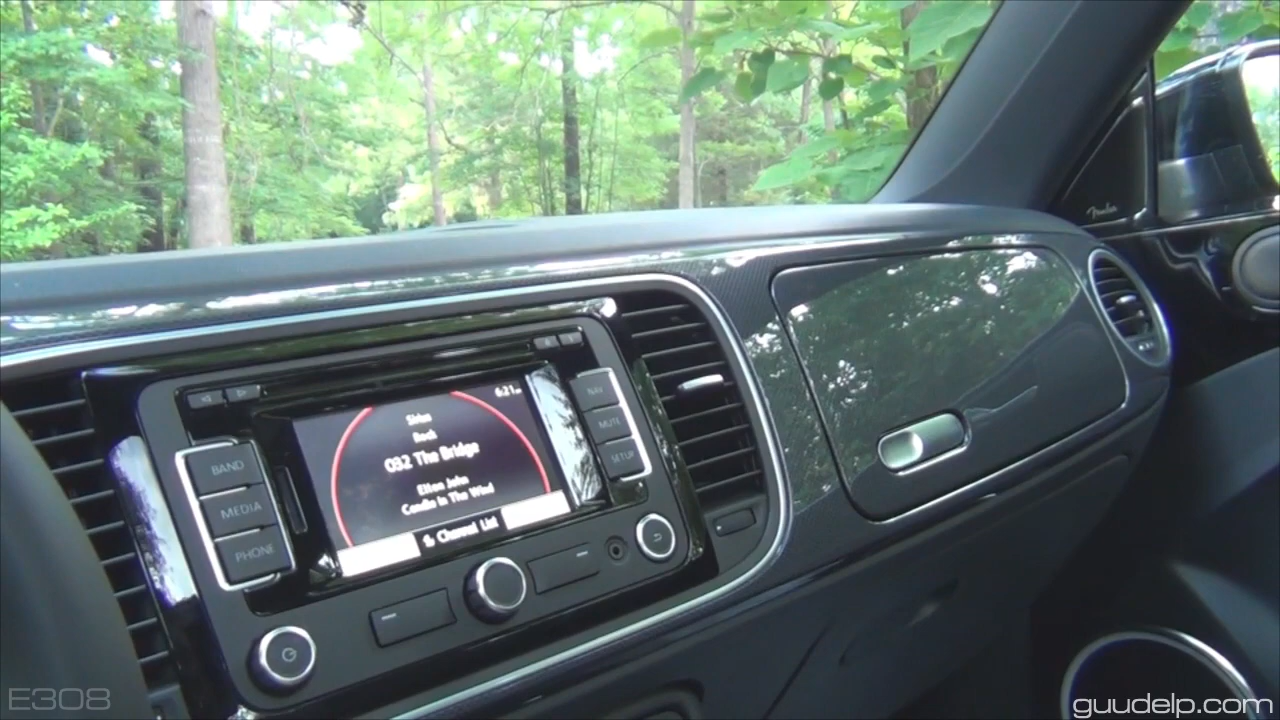 Fender
6:21
Sirius
Rock
032 The Bridge
Elton John
Candle In The Wind
Channel List
BAND
MEDIA
PHONE
NAV
MUTE
SETUP
E308
guudelp.com